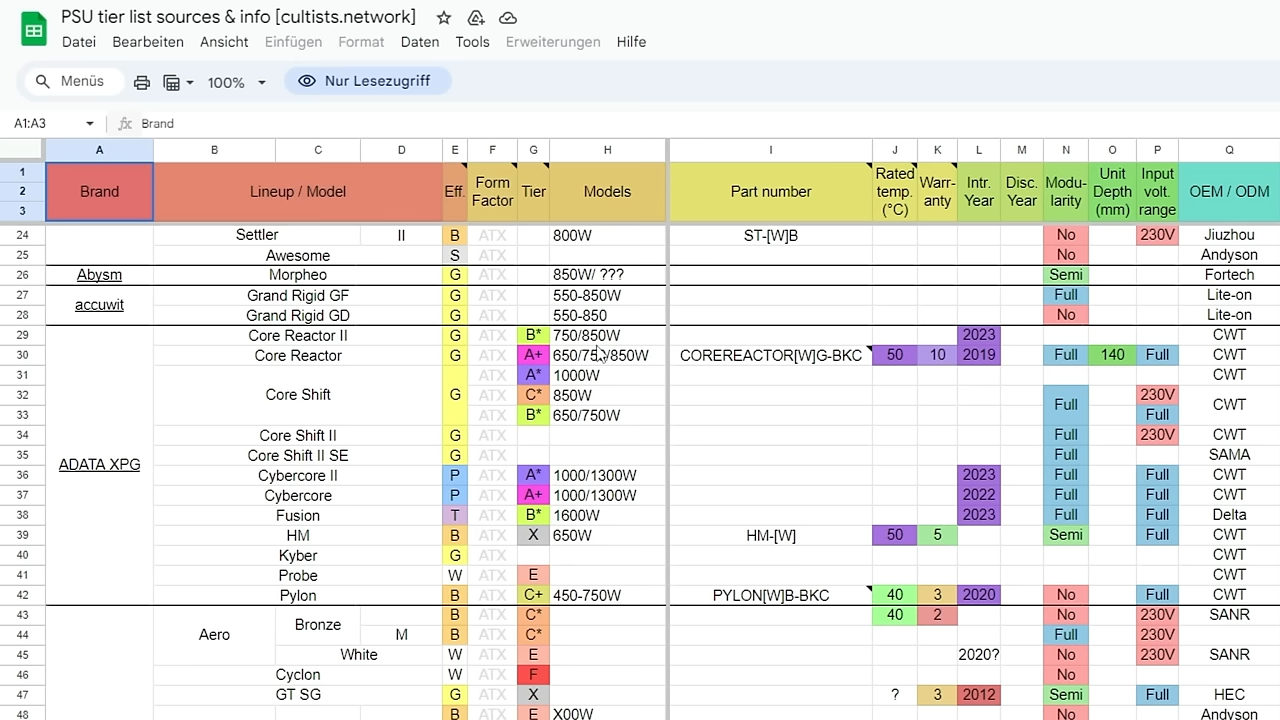 PSU tier list sources & info [cultists.network]
Datei Bearbeiten Ansicht Einfügen Format Daten Tools Erweiterungen Hilfe
Menüs 100% Nur Lesezugriff
A1:A3 fx Brand
A B C D E F G H I J K L M N O P Q
1 2 3 Brand Lineup / Model Eff. Form Factor Tier Models Part number Rated temp. (°C) Warr-anty Intr. Year Disc. Year Modu-larity Unit Depth (mm) Input volt. range OEM / ODM
24 Settler II B ATX 800W ST-[W]B No 230V Jiuzhou
25 Awesome S ATX No Andyson
26 Abysm Morpheo G ATX 850W/ ??? Semi Fortech
27 accuwit Grand Rigid GF G ATX 550-850W Full Lite-on
28 Grand Rigid GD G ATX 550-850 No Lite-on
29 Core Reactor II G ATX B* 750/850W 2023 CWT
30 Core Reactor G ATX A+ 650/750/850W COREREACTOR[W]G-BKC 50 10 2019 Full 140 Full CWT
31 ATX A* 1000W CWT
32 Core Shift G ATX C* 850W Full 230V CWT
33 ATX B* 650/750W Full
34 Core Shift II G ATX Full 230V CWT
35 Core Shift II SE G ATX Full SAMA
ADATA XPG
36 Cybercore II P ATX A* 1000/1300W 2023 Full Full CWT
37 Cybercore P ATX A+ 1000/1300W 2022 Full Full CWT
38 Fusion T ATX B* 1600W 2023 Full Full Delta
39 HM B ATX X 650W HM-[W] 50 5 Semi Full CWT
40 Kyber G ATX CWT
41 Probe W ATX E CWT
42 Pylon B ATX C+ 450-750W PYLON[W]B-BKC 40 3 2020 No Full CWT
43 Aero Bronze B ATX C* 40 2 No 230V SANR
44 M B ATX C* Full 230V
45 White W ATX E 2020? No 230V SANR
46 Cyclon W ATX F No
47 GT SG G ATX X ? 3 2012 Semi Full HEC
48 B ATX E X00W No Andyson